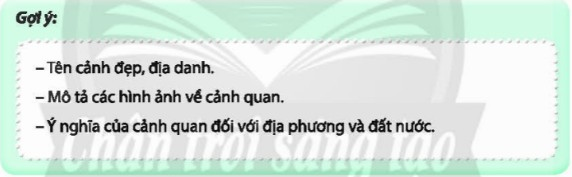 Gợi ý:
– Tên cảnh đẹp, địa danh.
– Mô tả các hình ảnh về cảnh quan.
– Ý nghĩa của cảnh quan đối với địa phương và đất nước.
Chân trời sáng tạo